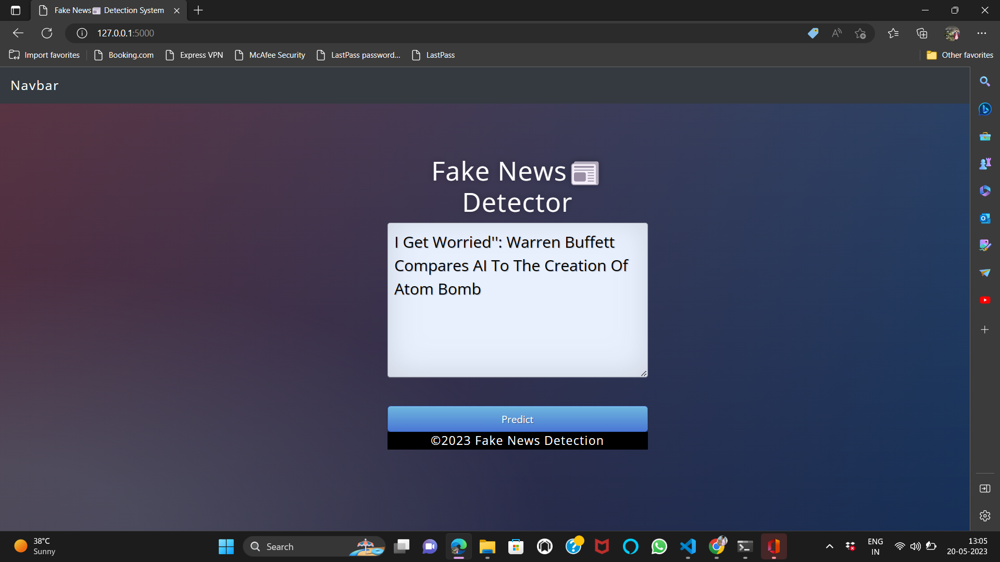 Fake News📰 Detection System
127.0.0.1:5000
Import favorites
Booking.com
Express VPN
McAfee Security
LastPass password...
LastPass
Other favorites
Navbar
Fake News📰
Detector
I Get Worried'': Warren Buffett
Compares AI To The Creation Of
Atom Bomb
Predict
©2023 Fake News Detection
38°C
Sunny
Search
ENG
IN
13:05
20-05-2023